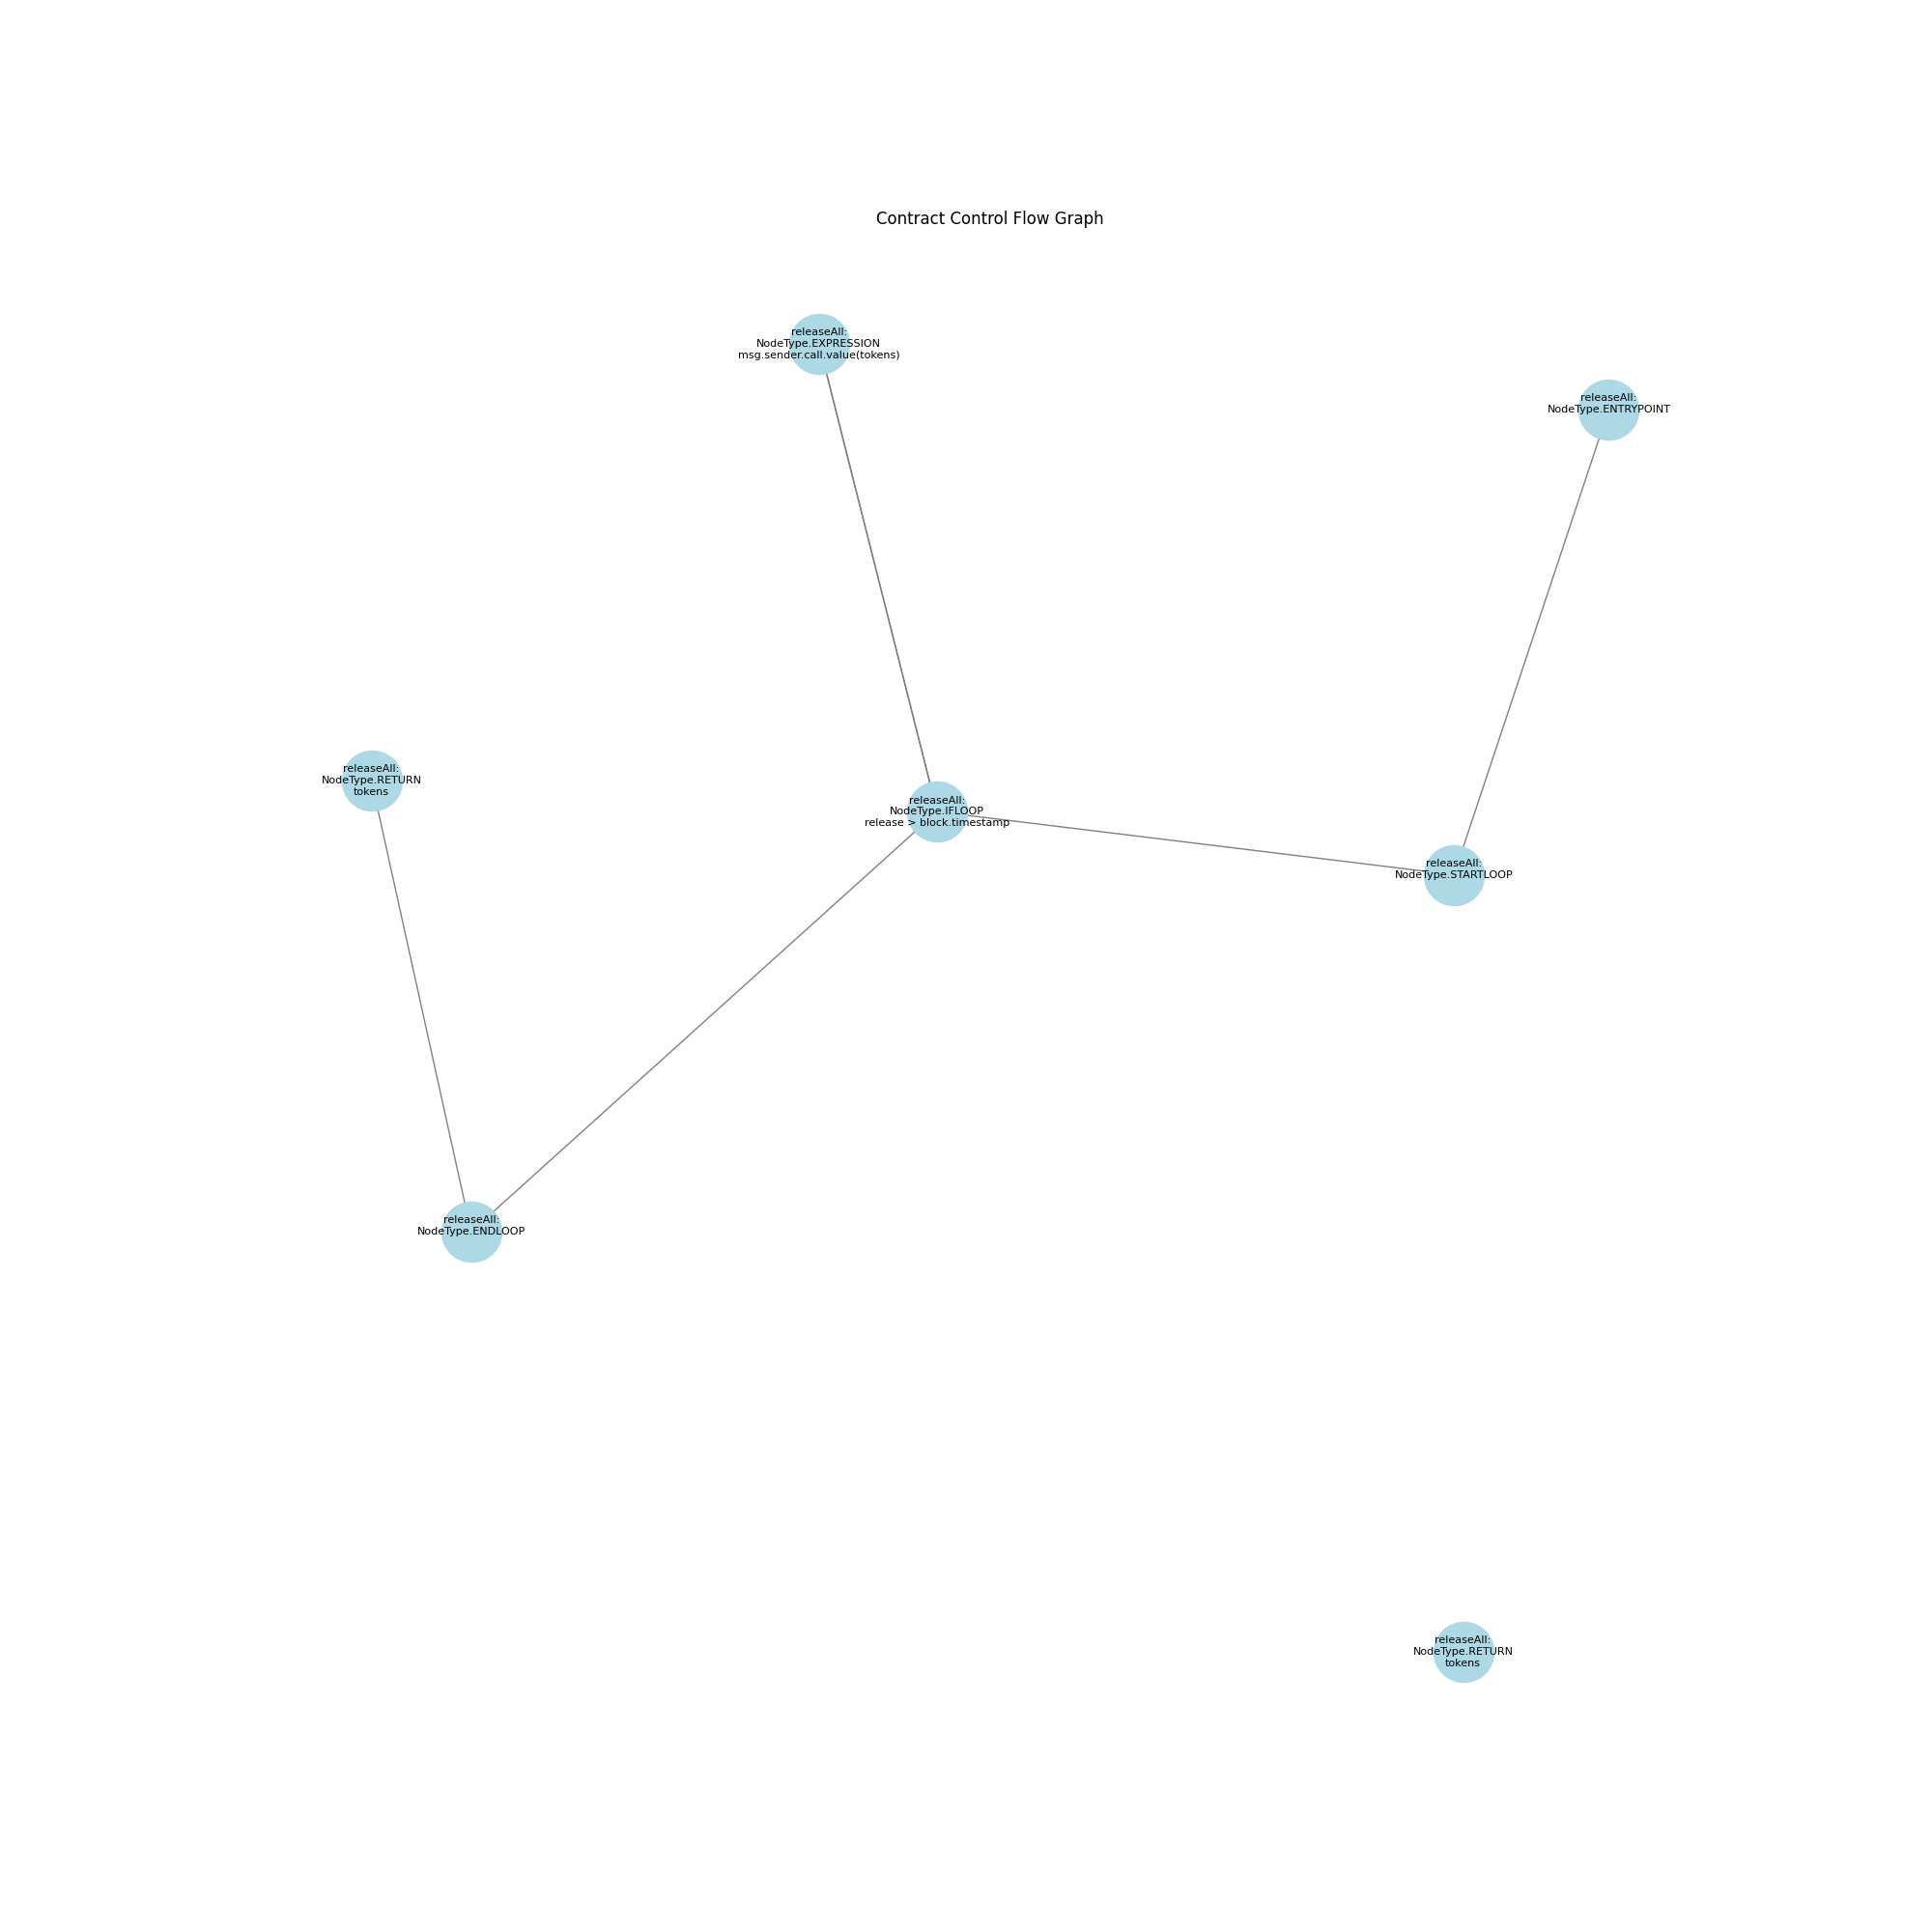 Contract Control Flow Graph
releaseAll:
NodeType.EXPRESSION
msg.sender.call.value(tokens)
releaseAll:
NodeType.ENTRYPOINT
releaseAll:
NodeType.RETURN
tokens
releaseAll:
NodeType.IFLOOP
release > block.timestamp
releaseAll:
NodeType.STARTLOOP
releaseAll:
NodeType.ENDLOOP
releaseAll:
NodeType.RETURN
tokens